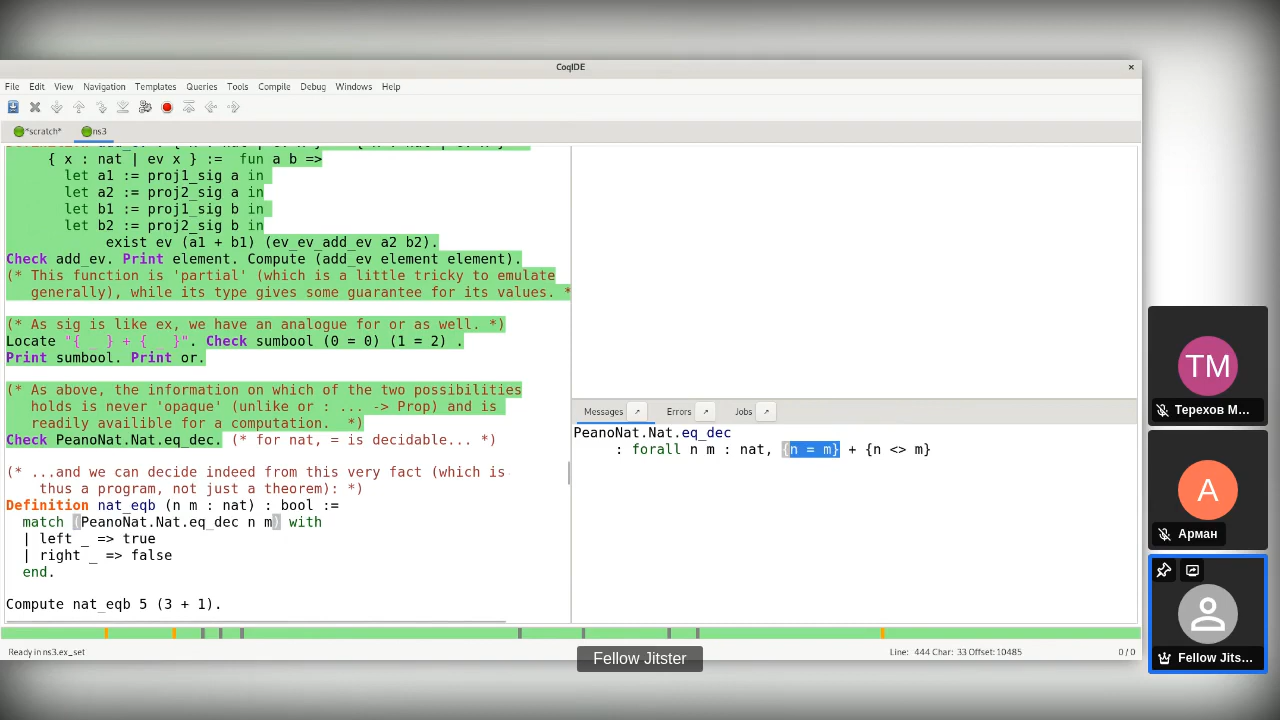 CoqIDE
File Edit View Navigation Templates Queries Tools Compile Debug Windows Help
*scratch* ns3
{ x : nat | ev x } := fun a b =>
let a1 := proj1_sig a in
let a2 := proj2_sig a in
let b1 := proj1_sig b in
let b2 := proj2_sig b in
exist ev (a1 + b1) (ev_ev_add_ev a2 b2).
Check add_ev. Print element. Compute (add_ev element element).
(* This function is 'partial' (which is a little tricky to emulate
generally), while its type gives some guarantee for its values. *
(* As sig is like ex, we have an analogue for or as well. *)
Locate "{ _ } + { _ }". Check sumbool (0 = 0) (1 = 2) .
Print sumbool. Print or.
(* As above, the information on which of the two possibilities
holds is never 'opaque' (unlike or : ... -> Prop) and is
readily availible for a computation. *)
Check PeanoNat.Nat.eq_dec. (* for nat, = is decidable... *)
(* ...and we can decide indeed from this very fact (which is
thus a program, not just a theorem): *)
Definition nat_eqb (n m : nat) : bool :=
match (PeanoNat.Nat.eq_dec n m) with
| left _ => true
| right _ => false
end.
Compute nat_eqb 5 (3 + 1).
Messages Errors Jobs
PeanoNat.Nat.eq_dec
: forall n m : nat, {n = m} + {n <> m}
Ready in ns3.ex_set
Line: 444 Char: 33 Offset: 10485
0 / 0
Fellow Jitster
TM
Терехов М...
A
Арман
Fellow Jits...